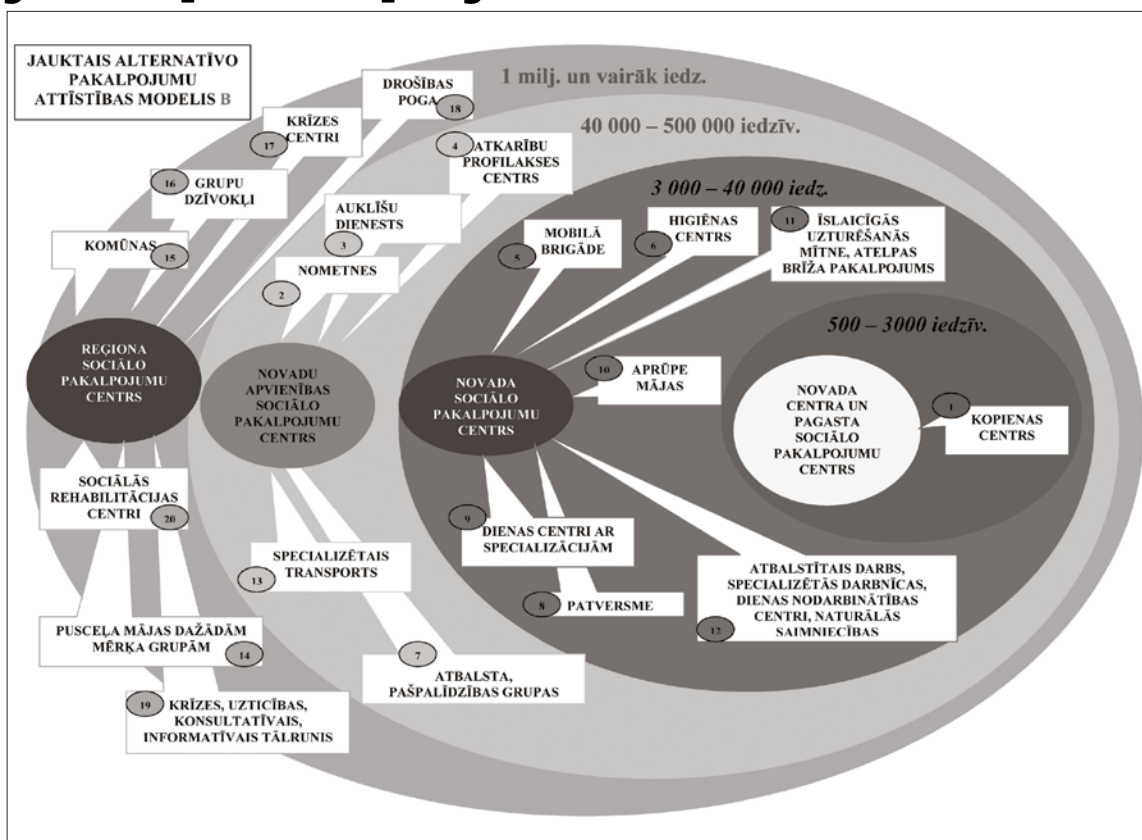 JAUKTAIS ALTERNATĪVO
PAKALPOJUMU
ATTĪSTĪBAS MODELIS B
1 milj. un vairāk iedz.
40 000 – 500 000 iedzīv.
3 000 – 40 000 iedz.
500 – 3000 iedzīv.
DROŠĪBAS
POGA
18
KRĪZES
CENTRI
17
4
ATKARĪBU
PROFILAKSES
CENTRS
16
GRUPU
DZĪVOKĻI
AUKLĪŠU
DIENESTS
3
KOMŪNAS
15
NOMETNES
2
MOBILĀ
BRIGĀDE
5
HIGIĒNAS
CENTRS
6
11
ĪSLAICĪGĀS
UZTURĒŠANĀS
MĪTNE, ATELPAS
BRĪŽA PAKALPOJUMS
REĢIONA
SOCIĀLO
PAKALPOJUMU
CENTRS
NOVADU
APVIENĪBAS
SOCIĀLO
PAKALPOJUMU
CENTRS
NOVADA
SOCIĀLO
PAKALPOJUMU
CENTRS
10
APRŪPE
MĀJAS
NOVADA
CENTRA UN
PAGASTA
SOCIĀLO
PAKALPOJUMU
CENTRS
1
KOPIENAS
CENTRS
SOCIĀLĀS
REHABILITĀCIJAS
CENTRI
20
9
DIENAS CENTRI AR
SPECIALIZĀCIJĀM
SPECIALIZĒTAIS
TRANSPORTS
13
8
PATVERSME
ATBALSTĪTAIS DARBS,
SPECIALIZĒTĀS DARBNĪCAS,
DIENAS NODARBINĀTĪBAS
CENTRI, NATURĀLĀS
SAIMNIECĪBAS
12
PUSCEĻA MĀJAS DAŽĀDĀM
MĒRĶA GRUPĀM
14
7
ATBALSTA,
PAŠPALĪDZĪBAS GRUPAS
19
KRĪZES, UZTICĪBAS,
KONSULTATĪVAIS,
INFORMATĪVAIS TĀLRUNIS